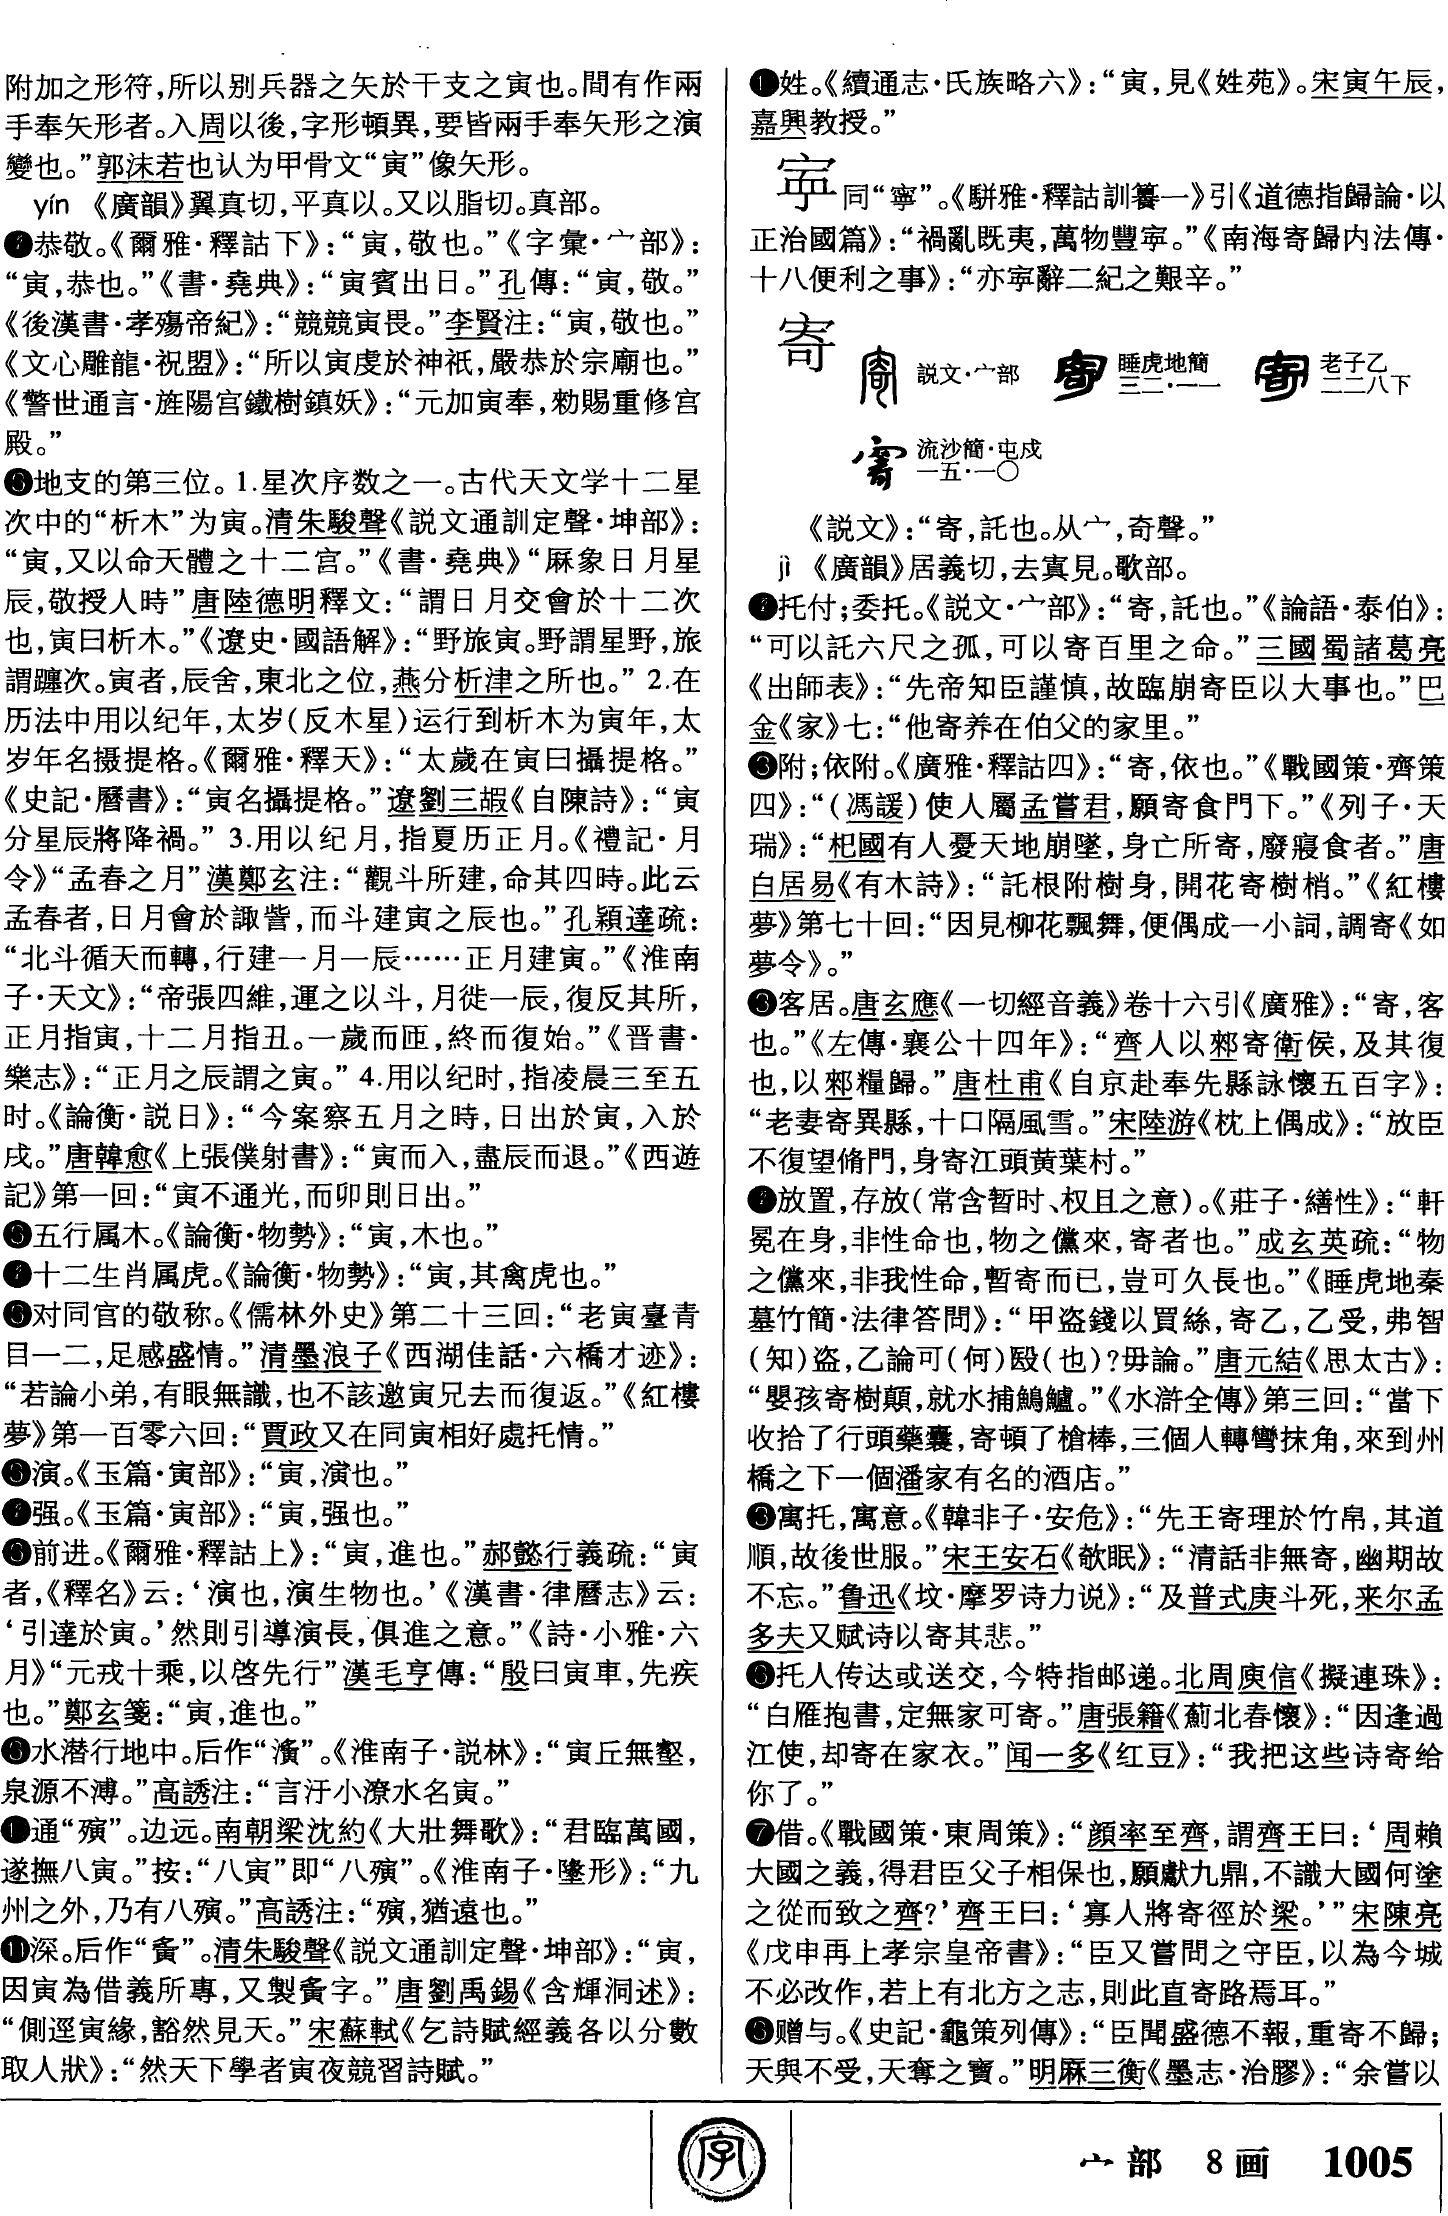 附加之形符，所以别兵器之矢於干支之寅也。間有作兩
手奉矢形者。入周以後，字形頓異，要皆兩手奉矢形之演
變也。”郭沫若也认为甲骨文“寅”像矢形。
yín 《廣韻》翼真切，平真以。又以脂切。真部。
恭敬。《爾雅·釋詁下》：“寅，敬也。”《字彙·宀部》：
“寅，恭也。”《書·堯典》：“寅賓出日。”孔傳：“寅，敬。”
《後漢書·孝殤帝紀》：“兢兢寅畏。”李賢注：“寅，敬也。”
《文心雕龍·祝盟》：“所以寅虔於神祇，嚴恭於宗廟也。”
《警世通言·旌陽宫鐵樹鎮妖》：“元加寅奉，勑賜重修宫
殿。”
地支的第三位。1.星次序数之一。古代天文学十二星
次中的“析木”为寅。清朱駿聲《説文通訓定聲·坤部》：
“寅，又以命天體之十二宫。”《書·堯典》“厤象日月星
辰，敬授人時”唐陸德明釋文：“謂日月交會於十二次
也，寅曰析木。”《遼史·國語解》：“野旅寅。野謂星野，旅
謂躔次。寅者，辰舍，東北之位，燕分析津之所也。”2.在
历法中用以纪年，太岁（反木星）运行到析木为寅年，太
岁年名摄提格。《爾雅·釋天》：“太歲在寅曰攝提格。”
《史記·曆書》：“寅名攝提格。”遼劉三嘏《自陳詩》：“寅
分星辰將降禍。”3.用以纪月，指夏历正月。《禮記·月
令》“孟春之月”漢鄭玄注：“觀斗所建，命其四時。此云
孟春者，日月會於諏訾，而斗建寅之辰也。”孔穎達疏：
“北斗循天而轉，行建一月一辰……正月建寅。”《淮南
子·天文》：“帝張四維，運之以斗，月徙一辰，復反其所，
正月指寅，十二月指丑。一歲而匝，終而復始。”《晋書·
樂志》：“正月之辰謂之寅。”4.用以纪时，指凌晨三至五
时。《論衡·説日》：“今案察五月之時，日出於寅，入於
戌。”唐韓愈《上張僕射書》：“寅而入，盡辰而退。”《西遊
記》第一回：“寅不通光，而卯則日出。”
五行属木。《論衡·物勢》：“寅，木也。”
十二生肖属虎。《論衡·物勢》：“寅，其禽虎也。”
对同官的敬称。《儒林外史》第二十三回：“老寅臺青
目一二，足感盛情。”清墨浪子《西湖佳話·六橋才迹》：
“若論小弟，有眼無識，也不該邀寅兄去而復返。”《紅樓
夢》第一百零六回：“賈政又在同寅相好處托情。”
演。《玉篇·寅部》：“寅，演也。”
强。《玉篇·寅部》：“寅，强也。”
前进。《爾雅·釋詁上》：“寅，進也。”郝懿行義疏：“寅
者，《釋名》云：‘演也，演生物也。’《漢書·律曆志》云：
‘引達於寅。’然則引導演長，俱進之意。”《詩·小雅·六
月》“元戎十乘，以啓先行”漢毛亨傳：“殷曰寅車，先疾
也。”鄭玄箋：“寅，進也。”
水潜行地中。后作“濥”。《淮南子·説林》：“寅丘無壑，
泉源不溥。”高誘注：“言汙小潦水名寅。”
通“殥”。边远。南朝梁沈約《大壯舞歌》：“君臨萬國，
遂撫八寅。”按：“八寅”即“八殥”。《淮南子·墬形》：“九
州之外，乃有八殥。”高誘注：“殥，猶遠也。”
⓫深。后作“夤”。清朱駿聲《説文通訓定聲·坤部》：“寅，
因寅為借義所專，又製夤字。”唐劉禹錫《含輝洞述》：
“側逕寅緣，豁然見天。”宋蘇軾《乞詩賦經義各以分數
取人狀》：“然天下學者寅夜競習詩賦。”
姓。《續通志·氏族略六》：“寅，見《姓苑》。宋寅午辰，
嘉興教授。”
寕同“寧”。《駢雅·釋詁訓纂一》引《道德指歸論·以
正治國篇》：“禍亂既夷，萬物豐寕。”《南海寄歸内法傳·
十八便利之事》：“亦寕辭二紀之艱辛。”
寄 説文·宀部 睡虎地簡三二·一一 老子乙二二八下
流沙簡·屯戍一五·一〇
《説文》：“寄，託也。从宀，奇聲。”
jì 《廣韻》居義切，去寘見。歌部。
托付；委托。《説文·宀部》：“寄，託也。”《論語·泰伯》：
“可以託六尺之孤，可以寄百里之命。”三國蜀諸葛亮
《出師表》：“先帝知臣謹慎，故臨崩寄臣以大事也。”巴
金《家》七：“他寄养在伯父的家里。”
附；依附。《廣雅·釋詁四》：“寄，依也。”《戰國策·齊策
四》：“（馮諼）使人屬孟嘗君，願寄食門下。”《列子·天
瑞》：“杞國有人憂天地崩墜，身亡所寄，廢寢食者。”唐
白居易《有木詩》：“託根附樹身，開花寄樹梢。”《紅樓
夢》第七十回：“因見柳花飄舞，便偶成一小詞，調寄《如
夢令》。”
客居。唐玄應《一切經音義》卷十六引《廣雅》：“寄，客
也。”《左傳·襄公十四年》：“齊人以郲寄衛侯，及其復
也，以郲糧歸。”唐杜甫《自京赴奉先縣詠懷五百字》：
“老妻寄異縣，十口隔風雪。”宋陸游《枕上偶成》：“放臣
不復望脩門，身寄江頭黄葉村。”
放置，存放（常含暂时、权且之意）。《莊子·繕性》：“軒
冕在身，非性命也，物之儻來，寄者也。”成玄英疏：“物
之儻來，非我性命，暫寄而已，豈可久長也。”《睡虎地秦
墓竹簡·法律答問》：“甲盗錢以買絲，寄乙，乙受，弗智
（知）盗，乙論可（何）殹（也）？毋論。”唐元結《思太古》：
“嬰孩寄樹顛，就水捕鷦鱸。”《水滸全傳》第三回：“當下
收拾了行頭藥囊，寄頓了槍棒，三個人轉彎抹角，來到州
橋之下一個潘家有名的酒店。”
寓托，寓意。《韓非子·安危》：“先王寄理於竹帛，其道
順，故後世服。”宋王安石《欹眠》：“清話非無寄，幽期故
不忘。”鲁迅《坟·摩罗诗力说》：“及普式庚斗死，来尔孟
多夫又赋诗以寄其悲。”
托人传达或送交，今特指邮递。北周庾信《擬連珠》：
“白雁抱書，定無家可寄。”唐張籍《薊北春懷》：“因逢過
江使，却寄在家衣。”闻一多《红豆》：“我把这些诗寄给
你了。”
❼借。《戰國策·東周策》：“顔率至齊，謂齊王曰：‘周賴
大國之義，得君臣父子相保也，願獻九鼎，不識大國何塗
之從而致之齊？’齊王曰：‘寡人將寄徑於梁。’”宋陳亮
《戊申再上孝宗皇帝書》：“臣又嘗問之守臣，以為今城
不必改作，若上有北方之志，則此直寄路焉耳。”
赠与。《史記·龜策列傳》：“臣聞盛德不報，重寄不歸；
天與不受，天奪之寶。”明麻三衡《墨志·治膠》：“余嘗以
字
宀部 8画 1005